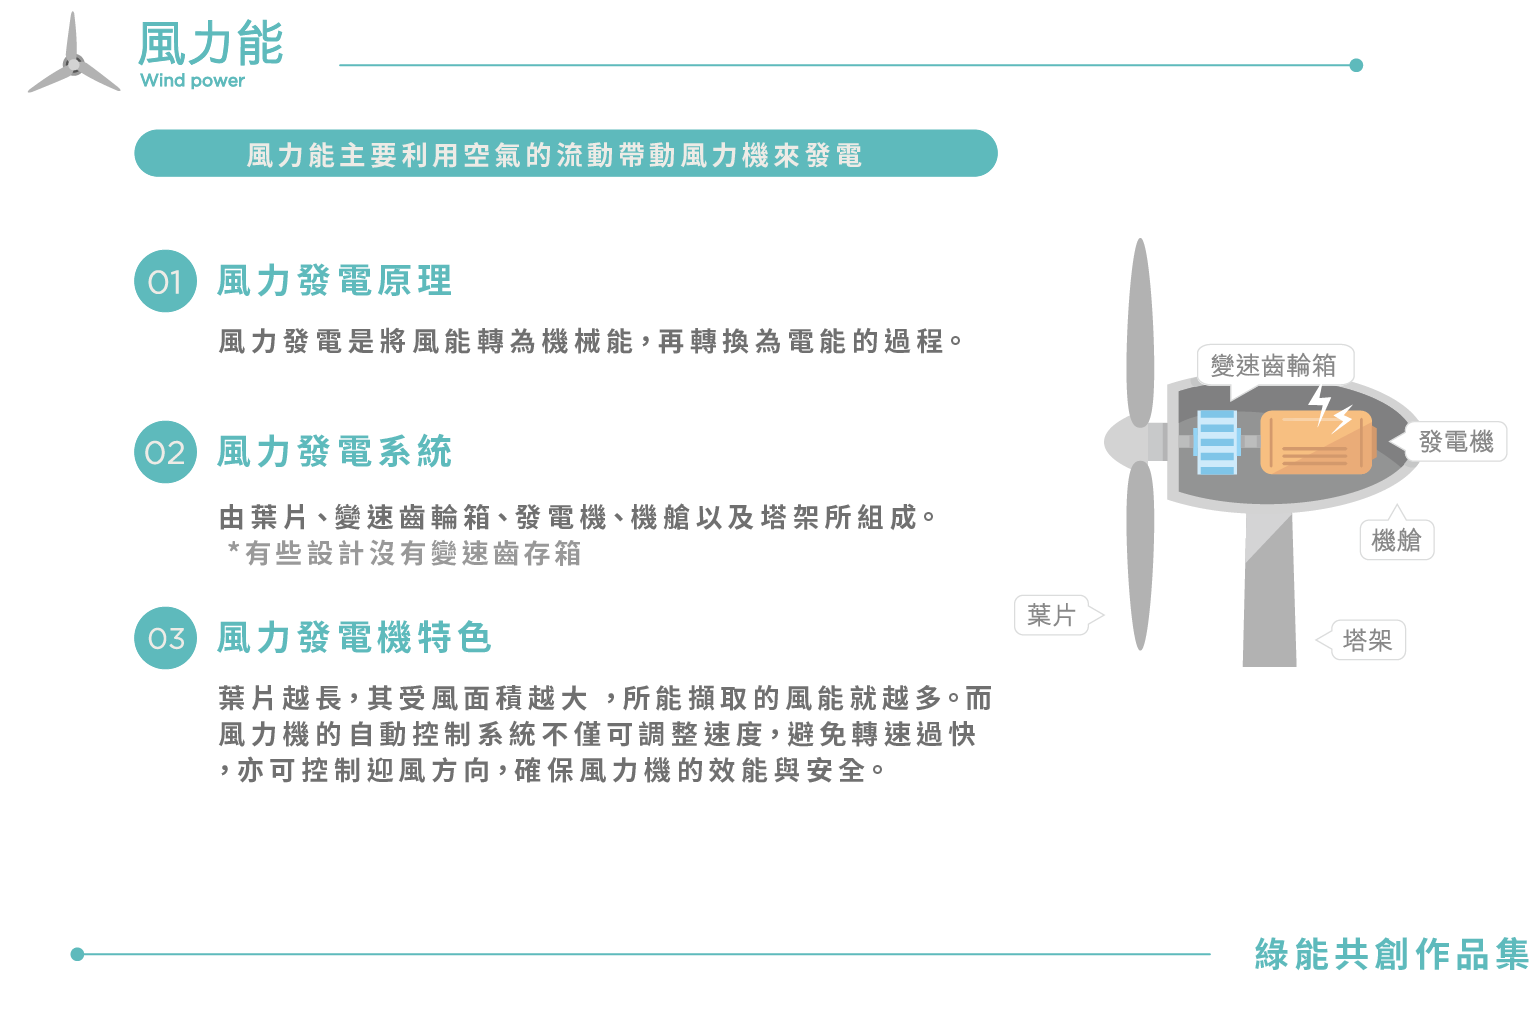 風力能
Wind power
風力能主要利用空氣的流動帶動風力機來發電
01 風力發電原理
風力發電是將風能轉為機械能，再轉換為電能的過程。
02 風力發電系統
由葉片、變速齒輪箱、發電機、機艙以及塔架所組成。
*有些設計沒有變速齒存箱
03 風力發電機特色
葉片越長，其受風面積越大 ，所能擷取的風能就越多。而
風力機的自動控制系統不僅可調整速度，避免轉速過快
，亦可控制迎風方向，確保風力機的效能與安全。
變速齒輪箱
發電機
機艙
葉片
塔架
綠能共創作品集